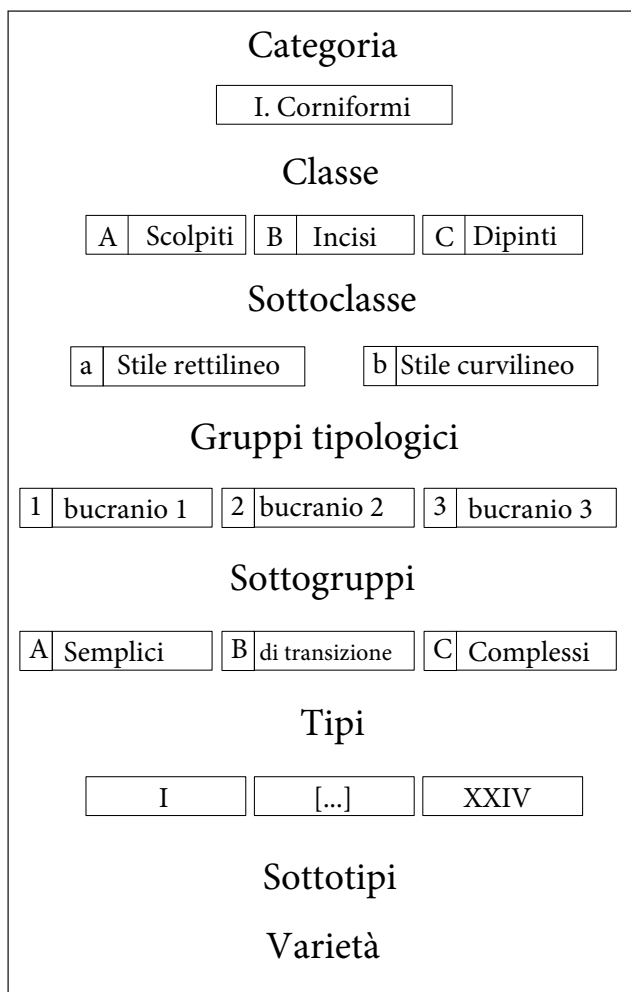 Categoria
I. Corniformi
Classe
A Scolpiti B Incisi C Dipinti
Sottoclasse
a Stile rettilineo b Stile curvilineo
Gruppi tipologici
1 bucranio 1 2 bucranio 2 3 bucranio 3
Sottogruppi
A Semplici B di transizione C Complessi
Tipi
I [...] XXIV
Sottotipi
Varietà